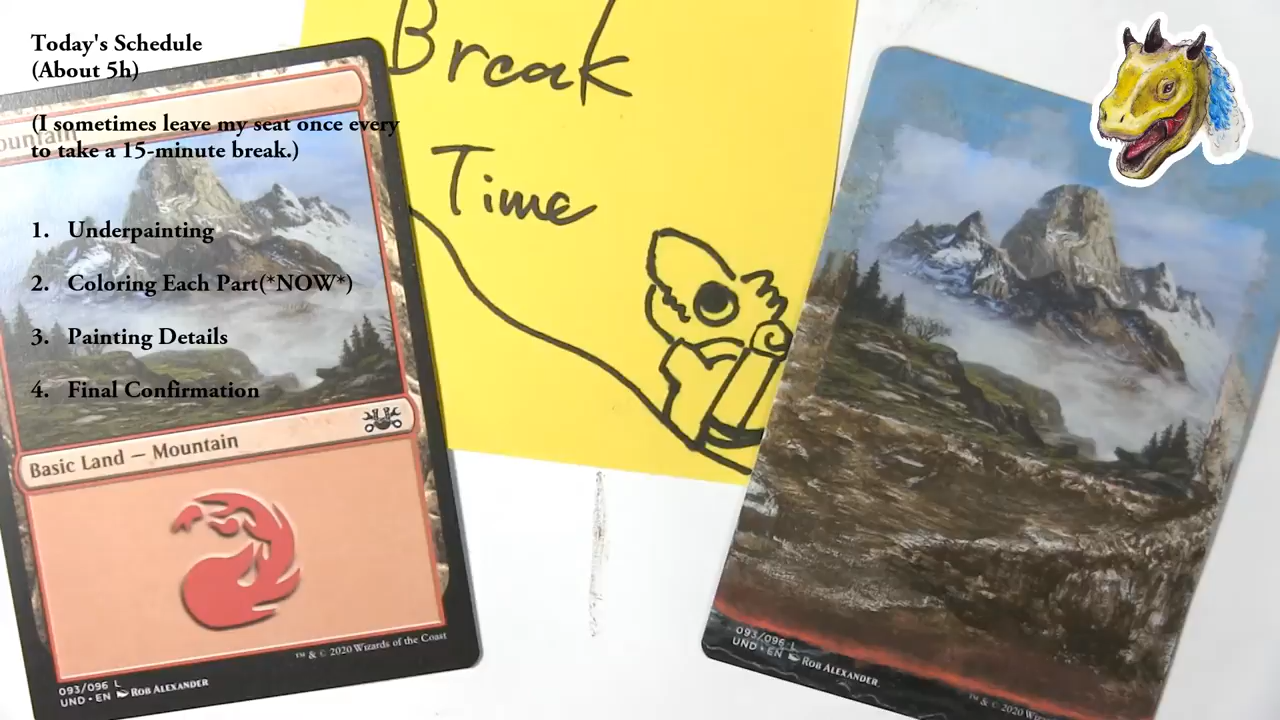 Today's Schedule
(About 5h)
(I sometimes leave my seat once every
to take a 15-minute break.)
1. Underpainting
2. Coloring Each Part(*NOW*)
3. Painting Details
4. Final Confirmation
ountain
Basic Land — Mountain
™ & © 2020 Wizards of the Coast
093/096 L
UND • EN Rob Alexander
Break
Time
093/096 L
UND • EN Rob Alexander
™ & © 2020 Wiz